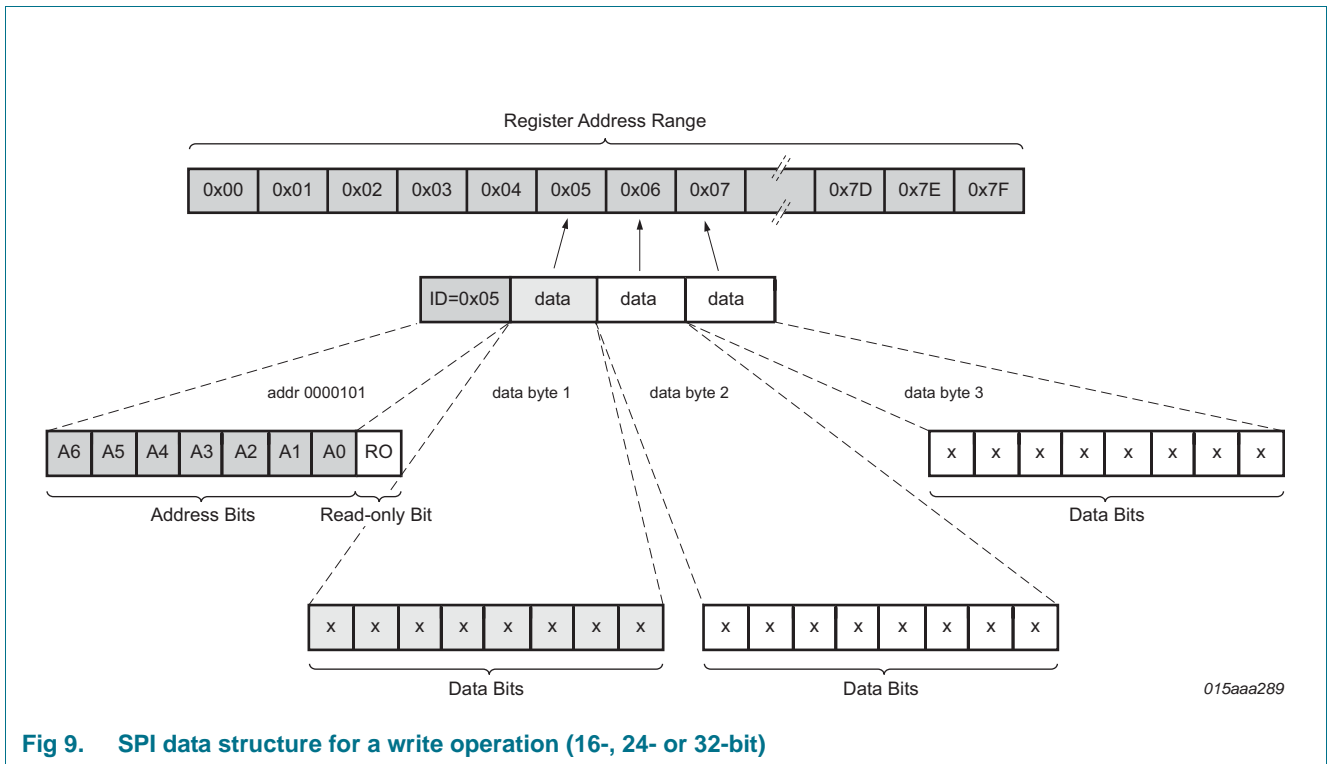 Register Address Range
0x00 0x01 0x02 0x03 0x04 0x05 0x06 0x07 0x7D 0x7E 0x7F
ID=0x05 data data data
addr 0000101 data byte 1 data byte 2 data byte 3
A6 A5 A4 A3 A2 A1 A0 RO x x x x x x x x
Address Bits Read-only Bit Data Bits
x x x x x x x x x x x x x x x x
Data Bits Data Bits 015aaa289
Fig 9. SPI data structure for a write operation (16-, 24- or 32-bit)